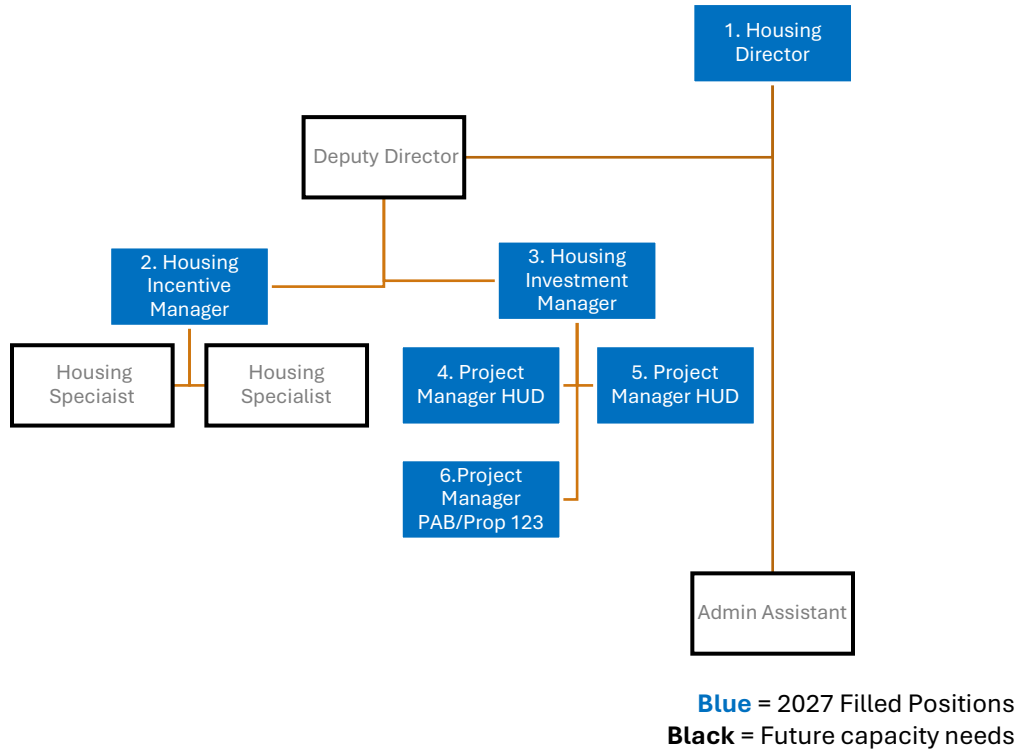 1. Housing
Director
Deputy Director
2. Housing
Incentive
Manager
3. Housing
Investment
Manager
Housing
Speciaist
Housing
Specialist
4. Project
Manager HUD
5. Project
Manager HUD
6.Project
Manager
PAB/Prop 123
Admin Assistant
Blue = 2027 Filled Positions
Black = Future capacity needs